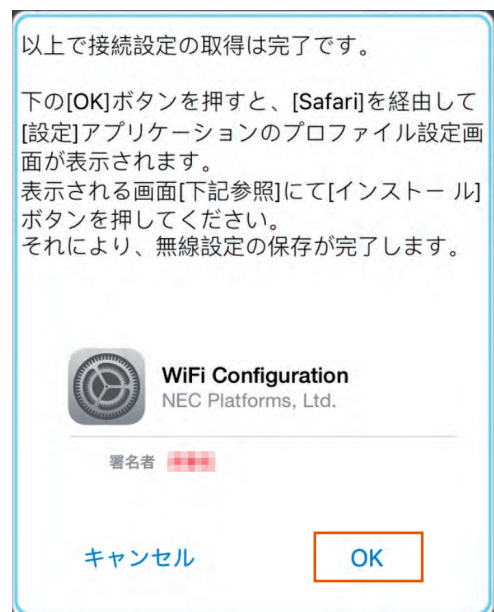 以上で接続設定の取得は完了です。
下の[OK]ボタンを押すと、[Safari]を経由して
[設定]アプリケーションのプロファイル設定画
面が表示されます。
表示される画面[下記参照]にて[インストール]
ボタンを押してください。
それにより、無線設定の保存が完了します。
WiFi Configuration
NEC Platforms, Ltd.
署名者
キャンセル
OK